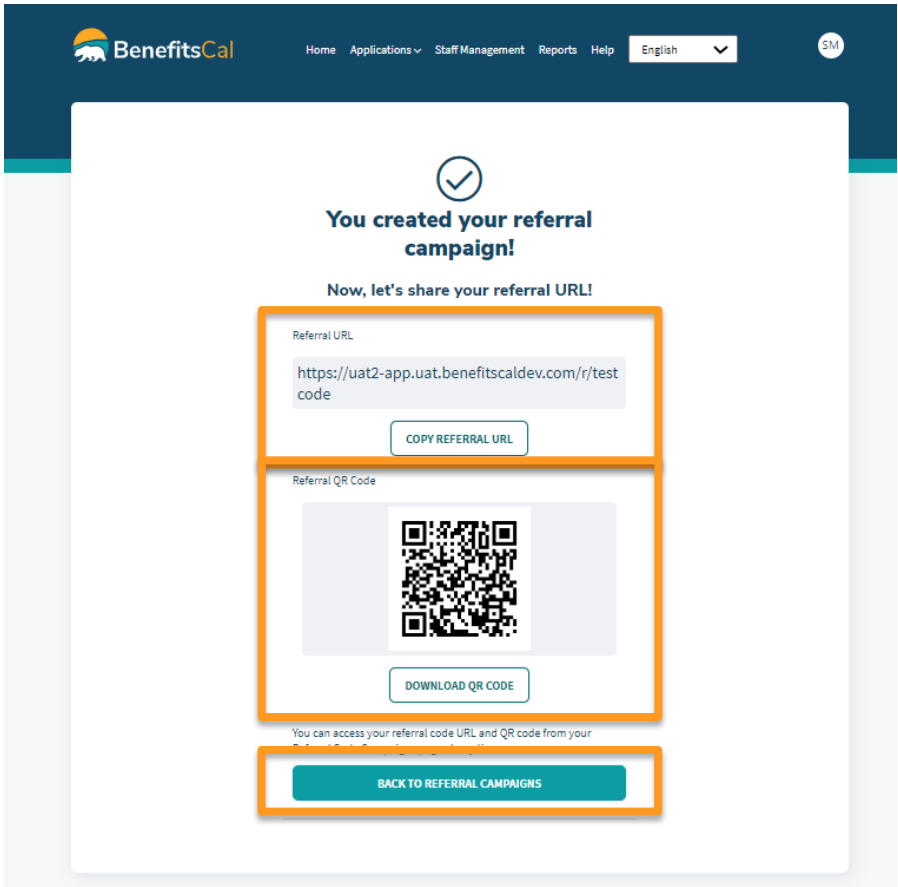 BenefitsCal
Home Applications Staff Management Reports Help English SM
You created your referral
campaign!
Now, let's share your referral URL!
Referral URL
https://uat2-app.uat.benefitscaldev.com/r/test
code
COPY REFERRAL URL
Referral QR Code
DOWNLOAD QR CODE
You can access your referral code URL and QR code from your
BACK TO REFERRAL CAMPAIGNS